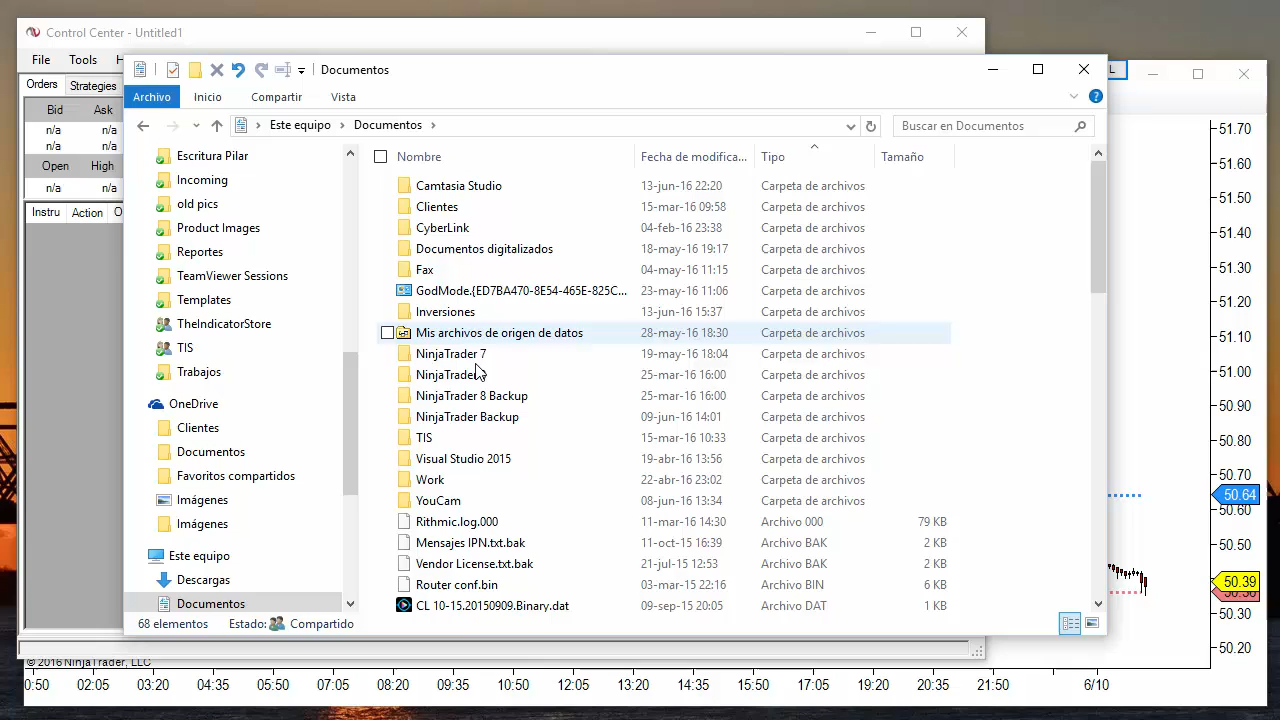 Control Center - Untitled1
File Tools H
Orders Strategies
Bid Ask
n/a n/a
n/a n/a
Open High
n/a n/a
Instru Action O
Documentos
Archivo Inicio Compartir Vista
Este equipo Documentos
Buscar en Documentos
Escritura Pilar
Incoming
old pics
Product Images
Reportes
TeamViewer Sessions
Templates
TheIndicatorStore
TIS
Trabajos
OneDrive
Clientes
Documentos
Favoritos compartidos
Imágenes
Imágenes
Este equipo
Descargas
Documentos
Nombre Fecha de modifica... Tipo Tamaño
Camtasia Studio 13-jun-16 22:20 Carpeta de archivos
Clientes 15-mar-16 09:58 Carpeta de archivos
CyberLink 04-feb-16 23:38 Carpeta de archivos
Documentos digitalizados 18-may-16 19:17 Carpeta de archivos
Fax 04-may-16 11:15 Carpeta de archivos
GodMode.{ED7BA470-8E54-465E-825C... 23-may-16 11:06 Carpeta de archivos
Inversiones 13-jun-16 15:37 Carpeta de archivos
Mis archivos de origen de datos 28-may-16 18:30 Carpeta de archivos
NinjaTrader 7 19-may-16 18:04 Carpeta de archivos
NinjaTrader 25-mar-16 16:00 Carpeta de archivos
NinjaTrader 8 Backup 25-mar-16 16:00 Carpeta de archivos
NinjaTrader Backup 09-jun-16 14:01 Carpeta de archivos
TIS 15-mar-16 10:33 Carpeta de archivos
Visual Studio 2015 19-abr-16 13:56 Carpeta de archivos
Work 22-abr-16 23:02 Carpeta de archivos
YouCam 08-jun-16 13:34 Carpeta de archivos
Rithmic.log.000 11-mar-16 14:30 Archivo 000 79 KB
Mensajes IPN.txt.bak 11-oct-15 16:39 Archivo BAK 2 KB
Vendor License.txt.bak 21-jul-15 12:53 Archivo BAK 2 KB
Router conf.bin 03-mar-15 22:16 Archivo BIN 6 KB
CL 10-15.20150909.Binary.dat 09-sep-15 20:05 Archivo DAT 1 KB
68 elementos Estado: Compartido
L
51.70
51.60
51.50
51.40
51.30
51.20
51.10
51.00
50.90
50.80
50.70
50.64
50.60
50.50
50.39
50.30
50.20
© 2016 NinjaTrader, LLC
0:50 02:05 03:20 04:35 05:50 07:05 08:20 09:35 10:50 12:05 13:20 14:35 15:50 17:05 19:20 20:35 21:50 6/10